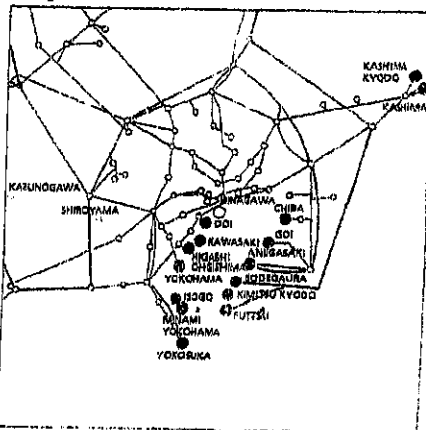 KASHIMA
KYODO
KASHIMA
KAZUNOGAWA
SHIROYAMA
SHINAGAWA
CHIBA
OOI
GOI
KAWASAKI
ANEGASAKI
HIGASHI
OHGISHIMA
YOKOHAMA
SODEGAURA
ISOGO
KIMITSU KYODO
MINAMI
YOKOHAMA
FUTTSU
YOKOSUKA